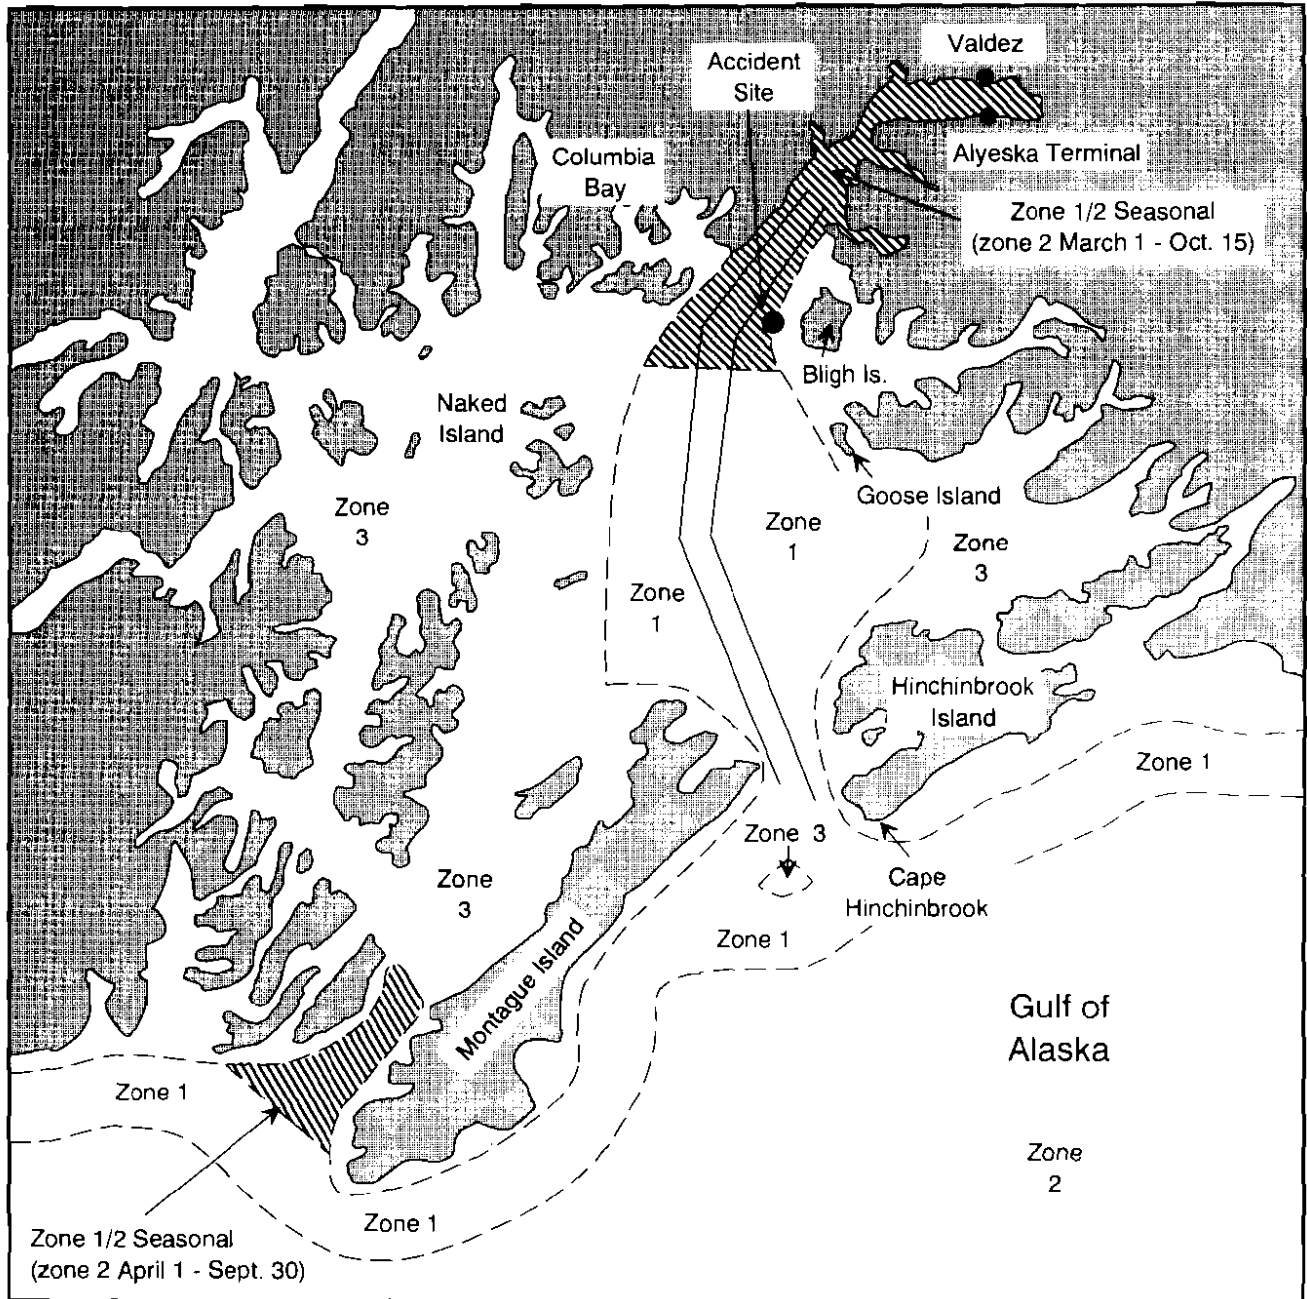 Valdez
Accident
Site
Alyeska Terminal
Columbia
Bay
Zone 1/2 Seasonal
(zone 2 March 1 - Oct. 15)
Bligh Is.
Naked
Island
Goose Island
Zone
3
Zone
1
Zone
3
Zone
1
Hinchinbrook
Island
Zone 1
Zone 3
Cape
Hinchinbrook
Zone
3
Zone 1
Montague Island
Gulf of
Alaska
Zone 1
Zone
2
Zone 1
Zone 1/2 Seasonal
(zone 2 April 1 - Sept. 30)